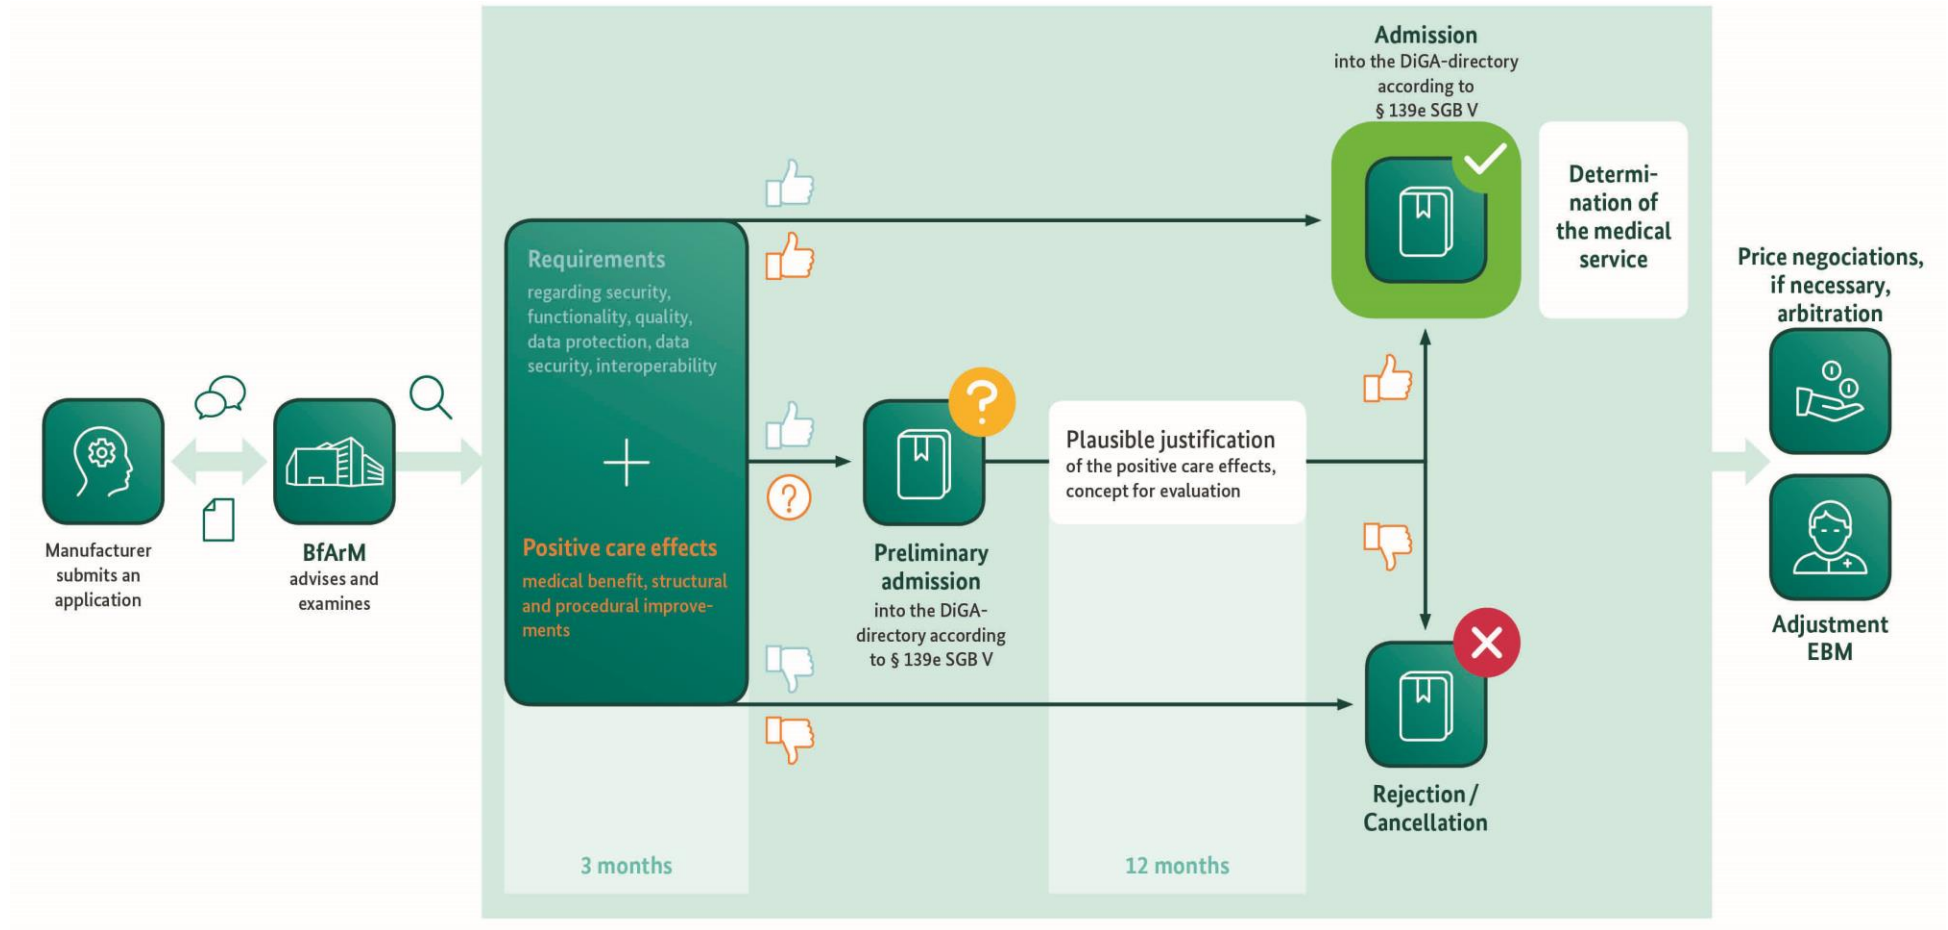 Manufacturer
submits an
application
BfArM
advises and
examines
Requirements
regarding security,
functionality, quality,
data protection, data
security, interoperability
Positive care effects
medical benefit, structural
and procedural improve-
ments
3 months
?
?
Preliminary
admission
into the DiGA-
directory according
to § 139e SGB V
Plausible justification
of the positive care effects,
concept for evaluation
12 months
Admission
into the DiGA-directory
according to
§ 139e SGB V
Determi-
nation of
the medical
service
Rejection /
Cancellation
Price negociations,
if necessary,
arbitration
Adjustment
EBM